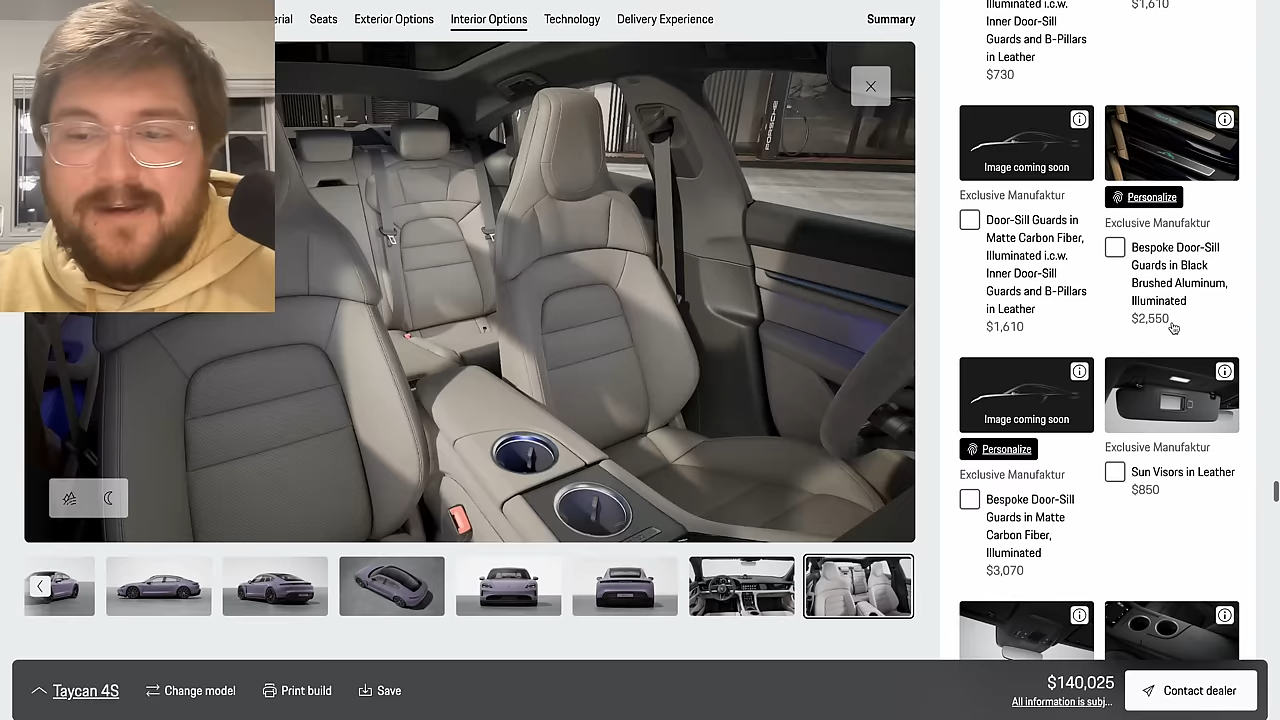 erial
Seats
Exterior Options
Interior Options
Technology
Delivery Experience
Summary
PORSCHE
Illuminated i.c.w.
Inner Door-Sill
Guards and B-Pillars
in Leather
$730
$1,610
Image coming soon
Exclusive Manufaktur
Door-Sill Guards in
Matte Carbon Fiber,
Illuminated i.c.w.
Inner Door-Sill
Guards and B-Pillars
in Leather
$1,610
Personalize
Exclusive Manufaktur
Bespoke Door-Sill
Guards in Black
Brushed Aluminum,
Illuminated
$2,550
Image coming soon
Personalize
Exclusive Manufaktur
Bespoke Door-Sill
Guards in Matte
Carbon Fiber,
Illuminated
$3,070
Exclusive Manufaktur
Sun Visors in Leather
$850
Taycan 4S
Change model
Print build
Save
$140,025
All information is subj...
Contact dealer